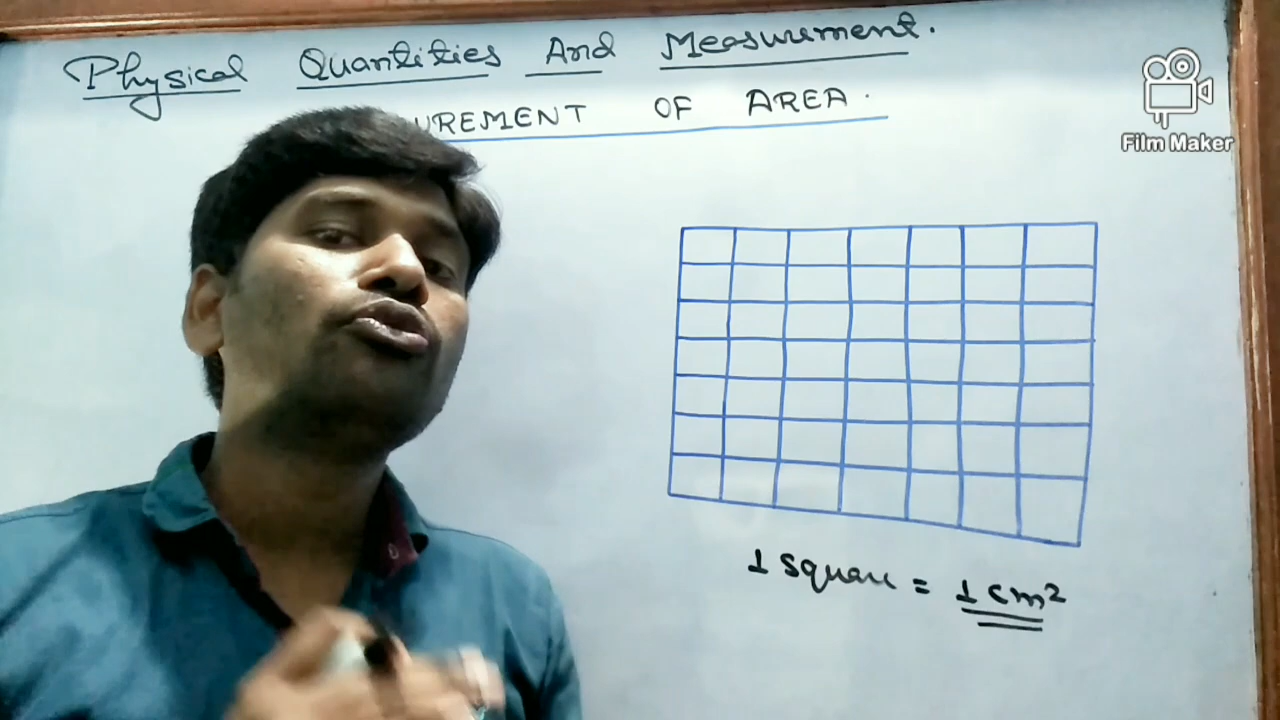 Physical Quantities And Measurement.
UREMENT OF AREA.
Film Maker
1 square = 1 cm²